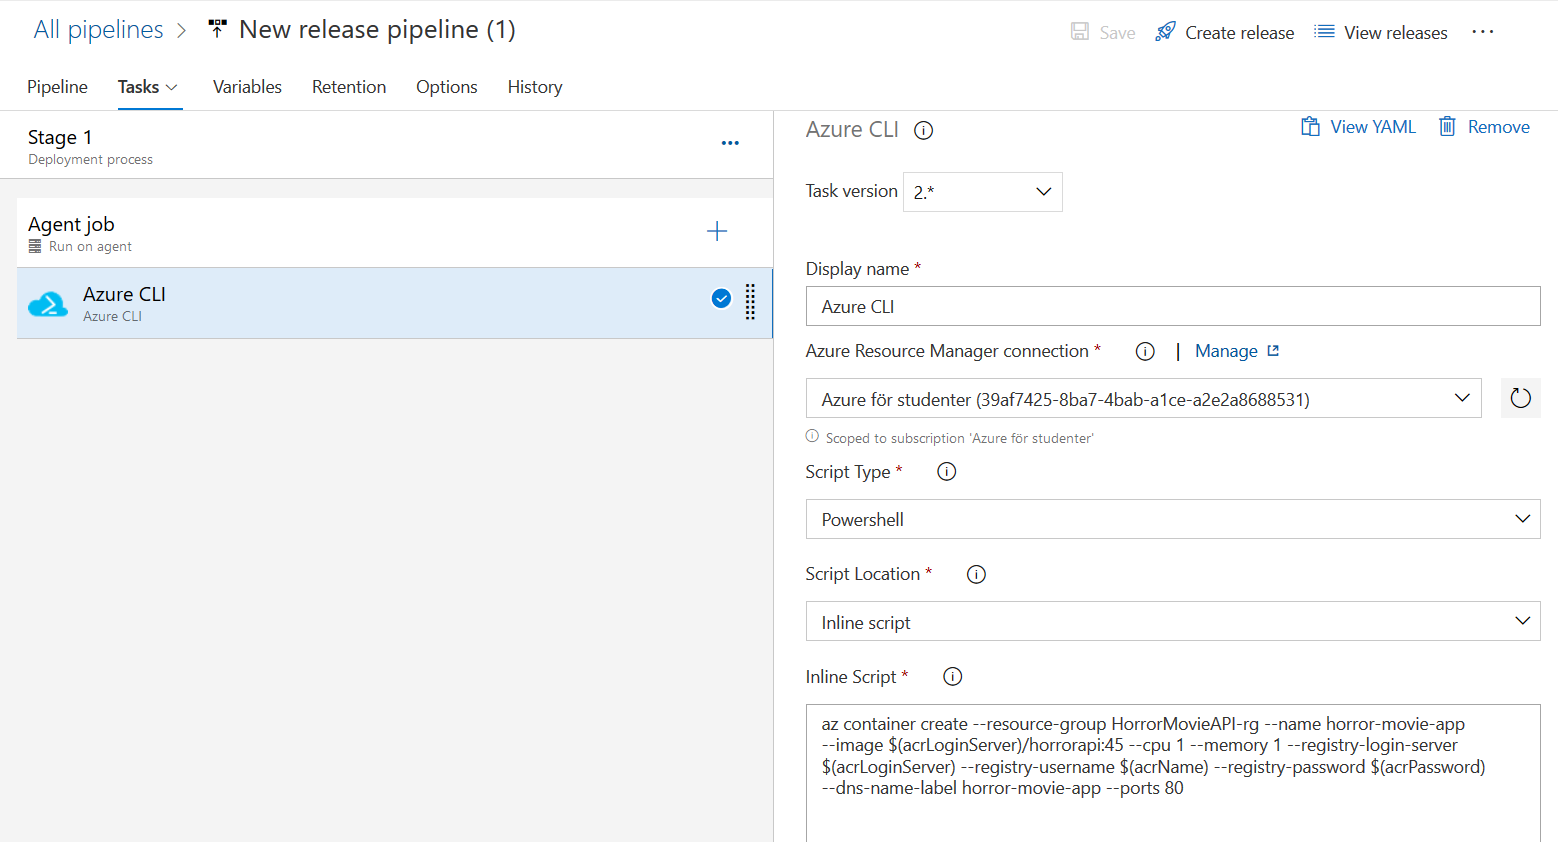 All pipelines > New release pipeline (1)
Save Create release View releases ...
Pipeline Tasks Variables Retention Options History
Stage 1
Deployment process
Agent job
Run on agent
Azure CLI
Azure CLI
Azure CLI
View YAML Remove
Task version 2.*
Display name *
Azure CLI
Azure Resource Manager connection * | Manage
Azure för studenter (39af7425-8ba7-4bab-a1ce-a2e2a8688531)
Scoped to subscription 'Azure för studenter'
Script Type *
Powershell
Script Location *
Inline script
Inline Script *
az container create --resource-group HorrorMovieAPI-rg --name horror-movie-app
--image $(acrLoginServer)/horrorapi:45 --cpu 1 --memory 1 --registry-login-server
$(acrLoginServer) --registry-username $(acrName) --registry-password $(acrPassword)
--dns-name-label horror-movie-app --ports 80